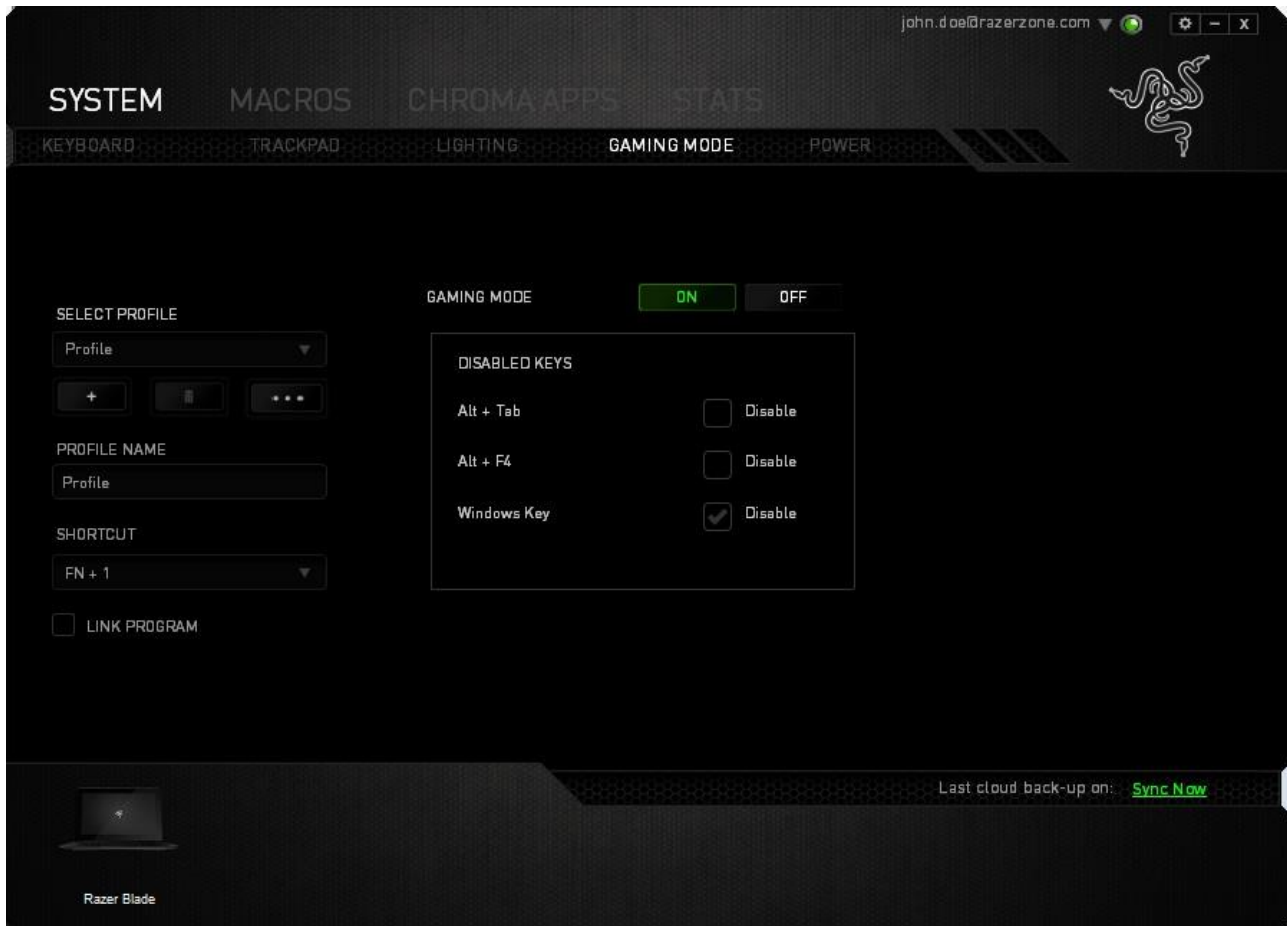 john.doe@razerzone.com
X
SYSTEM MACROS CHROMA APPS STATS
KEYBOARD TRACKPAD LIGHTING GAMING MODE POWER
SELECT PROFILE
Profile
+ ...
PROFILE NAME
Profile
SHORTCUT
FN + 1
LINK PROGRAM
GAMING MODE ON OFF
DISABLED KEYS
Alt + Tab Disable
Alt + F4 Disable
Windows Key Disable
Last cloud back-up on: Sync Now
Razer Blade